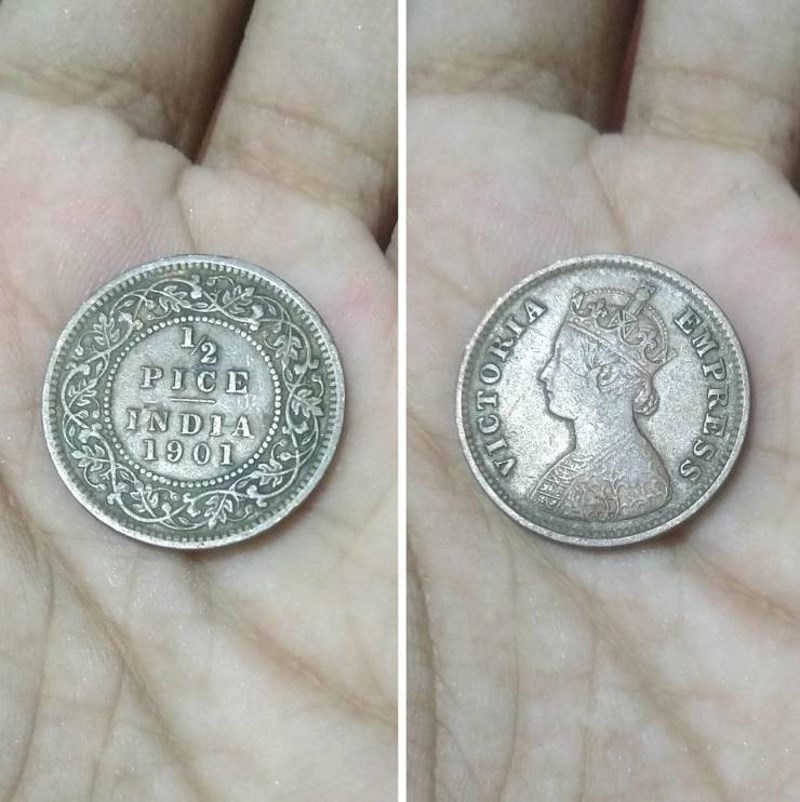 1/2
PICE
INDIA
1901
VICTORIA EMPRESS